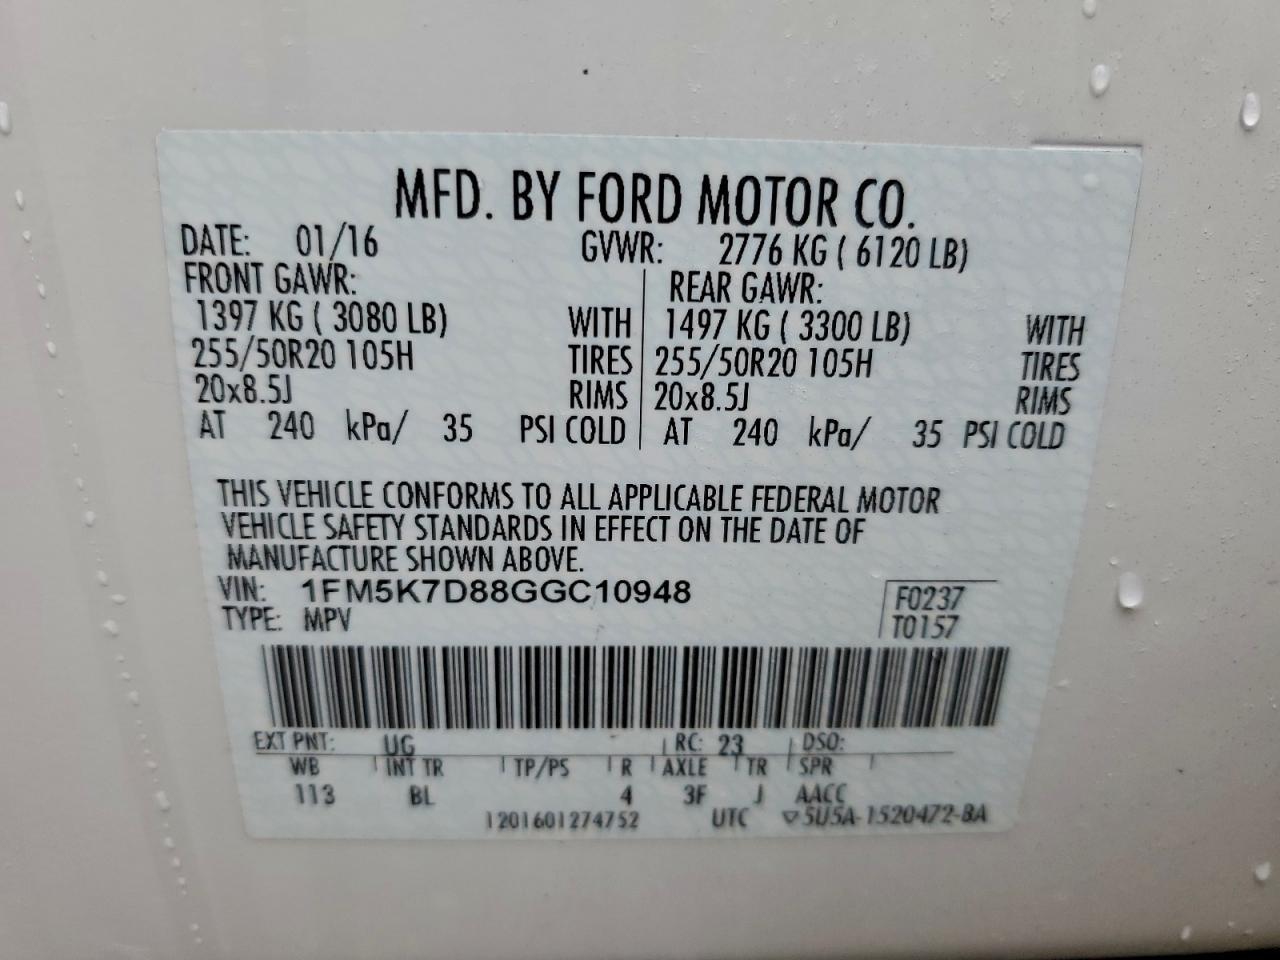 MFD. BY FORD MOTOR CO.
DATE: 01/16 GVWR: 2776 KG ( 6120 LB)
FRONT GAWR: REAR GAWR:
1397 KG ( 3080 LB) WITH 1497 KG ( 3300 LB) WITH
255/50R20 105H TIRES 255/50R20 105H TIRES
20x8.5J RIMS 20x8.5J RIMS
AT 240 kPa/ 35 PSI COLD AT 240 kPa/ 35 PSI COLD
THIS VEHICLE CONFORMS TO ALL APPLICABLE FEDERAL MOTOR
VEHICLE SAFETY STANDARDS IN EFFECT ON THE DATE OF
MANUFACTURE SHOWN ABOVE.
VIN: 1FM5K7D88GGC10948 F0237
TYPE: MPV T0157
EXT PNT: UG RC: 23 DSO:
WB INT TR TP/PS R AXLE TR SPR
113 BL 4 3F J AACC
1201601274752 UTC ▽5U5A-1520472-BA